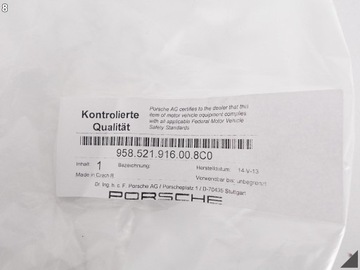 8
Kontrollierte
Qualität
Porsche AG certifies to the dealer that this
item of motor vehicle equipment complies
with all applicable Federal Motor Vehicle
Safety Standards
958.521.916.00.8C0
Inhalt: 1 Bezeichnung:
Herstelldatum: 14-V-13
Made in Czech R
Verwendbar bis: unbegrenzt
Dr. Ing. h. c. F. Porsche AG / Porscheplatz 1 / D-70435 Stuttgart
PORSCHE